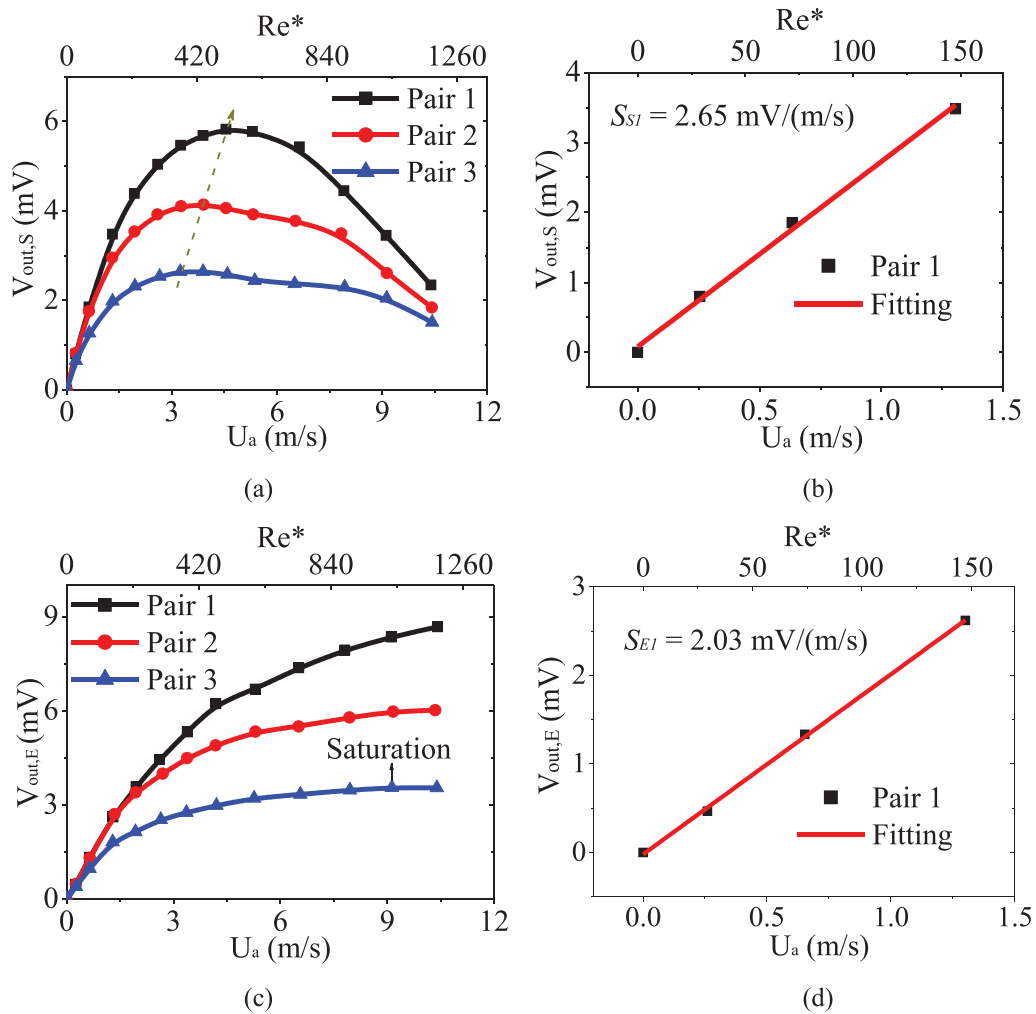 Re*
0 420 840 1260
6
4
2
0
V_out,S (mV)
Pair 1
Pair 2
Pair 3
0 3 6 9 12
U_a (m/s)
(a)
Re*
0 50 100 150
4
3
2
1
0
V_out,S (mV)
S_S1 = 2.65 mV/(m/s)
Pair 1
Fitting
0.0 0.5 1.0 1.5
U_a (m/s)
(b)
Re*
0 420 840 1260
9
6
3
0
V_out,E (mV)
Pair 1
Pair 2
Pair 3
Saturation
0 3 6 9 12
U_a (m/s)
(c)
Re*
0 50 100 150
3
2
1
0
V_out,E (mV)
S_E1 = 2.03 mV/(m/s)
Pair 1
Fitting
0.0 0.5 1.0 1.5
U_a (m/s)
(d)